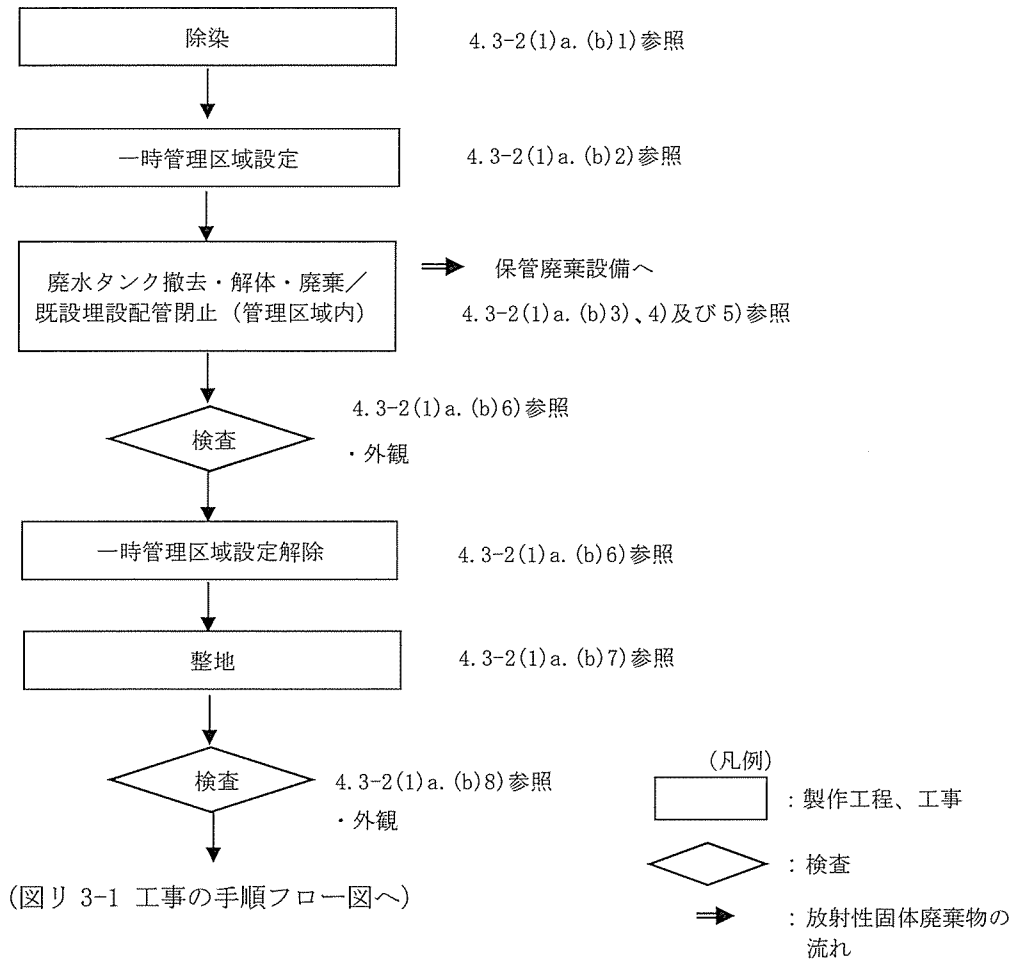 除染
4.3-2(1)a.(b)1)参照
一時管理区域設定
4.3-2(1)a.(b)2)参照
廃水タンク撤去・解体・廃棄／
既設埋設配管閉止（管理区域内）
保管廃棄設備へ
4.3-2(1)a.(b)3)、4)及び5)参照
検査
4.3-2(1)a.(b)6)参照
・外観
一時管理区域設定解除
4.3-2(1)a.(b)6)参照
整地
4.3-2(1)a.(b)7)参照
検査
4.3-2(1)a.(b)8)参照
・外観
(図リ 3-1 工事の手順フロー図へ)
(凡例)
：製作工程、工事
：検査
：放射性固体廃棄物の
流れ